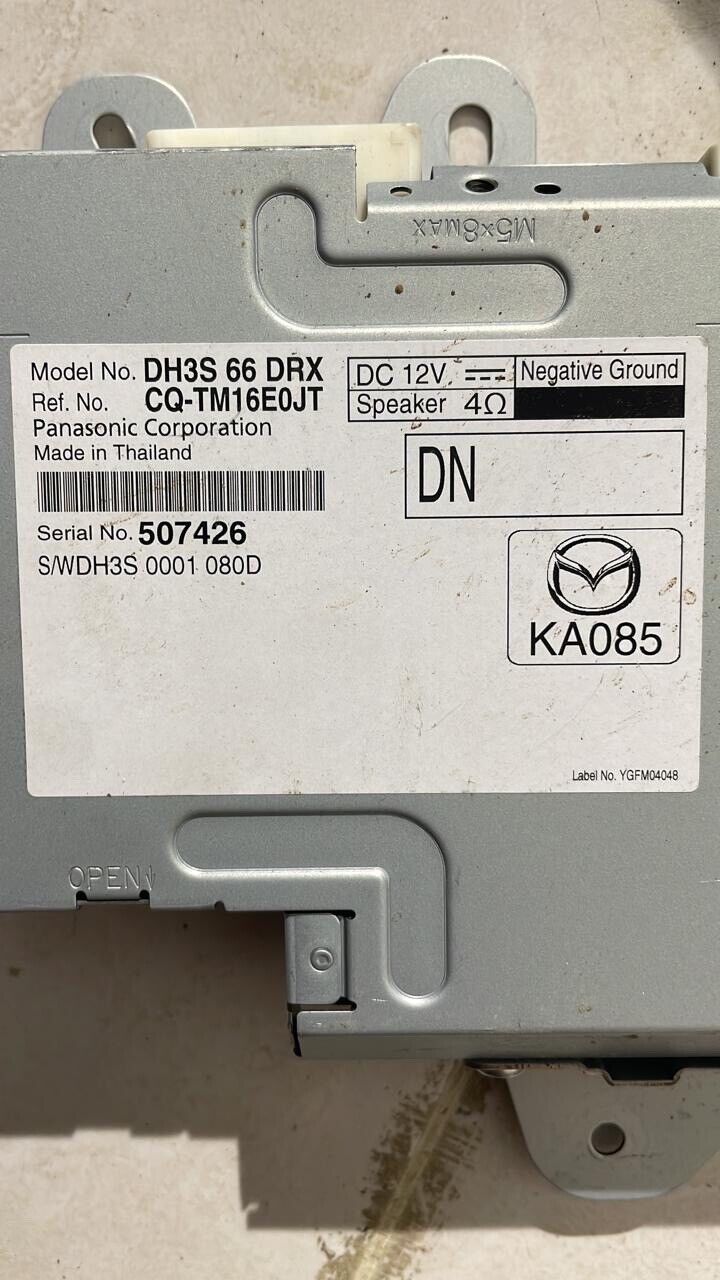 M5×8MAX
Model No. DH3S 66 DRX
Ref. No. CQ-TM16E0JT
Panasonic Corporation
Made in Thailand
DC 12V Negative Ground
Speaker 4Ω
DN
Serial No. 507426
S/WDH3S 0001 080D
KA085
Label No. YGFM04048
OPEN↓